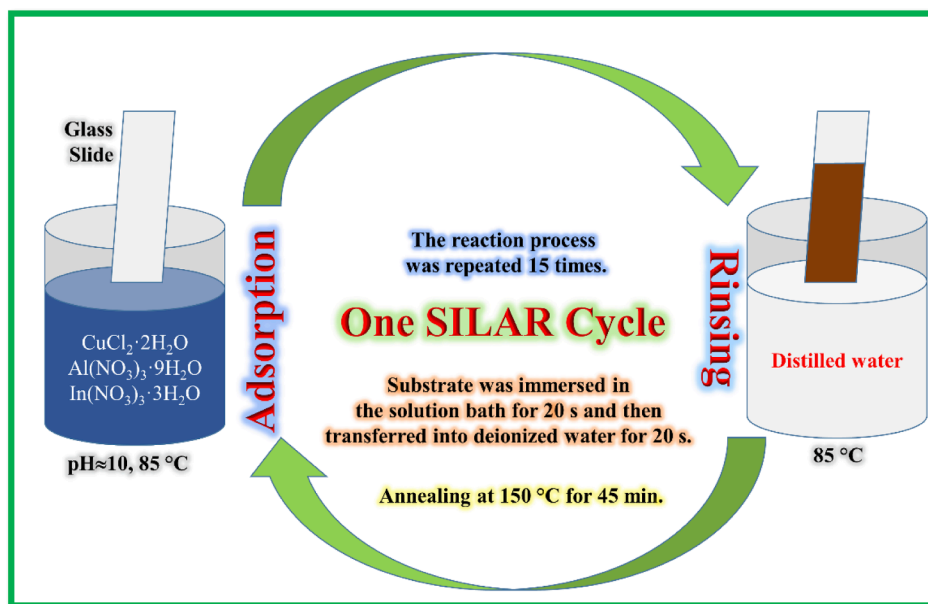 Glass
Slide
CuCl₂·2H₂O
Al(NO₃)₃·9H₂O
In(NO₃)₃·3H₂O
pH≈10, 85 °C
Adsorption
The reaction process
was repeated 15 times.
One SILAR Cycle
Substrate was immersed in
the solution bath for 20 s and then
transferred into deionized water for 20 s.
Annealing at 150 °C for 45 min.
Rinsing
Distilled water
85 °C